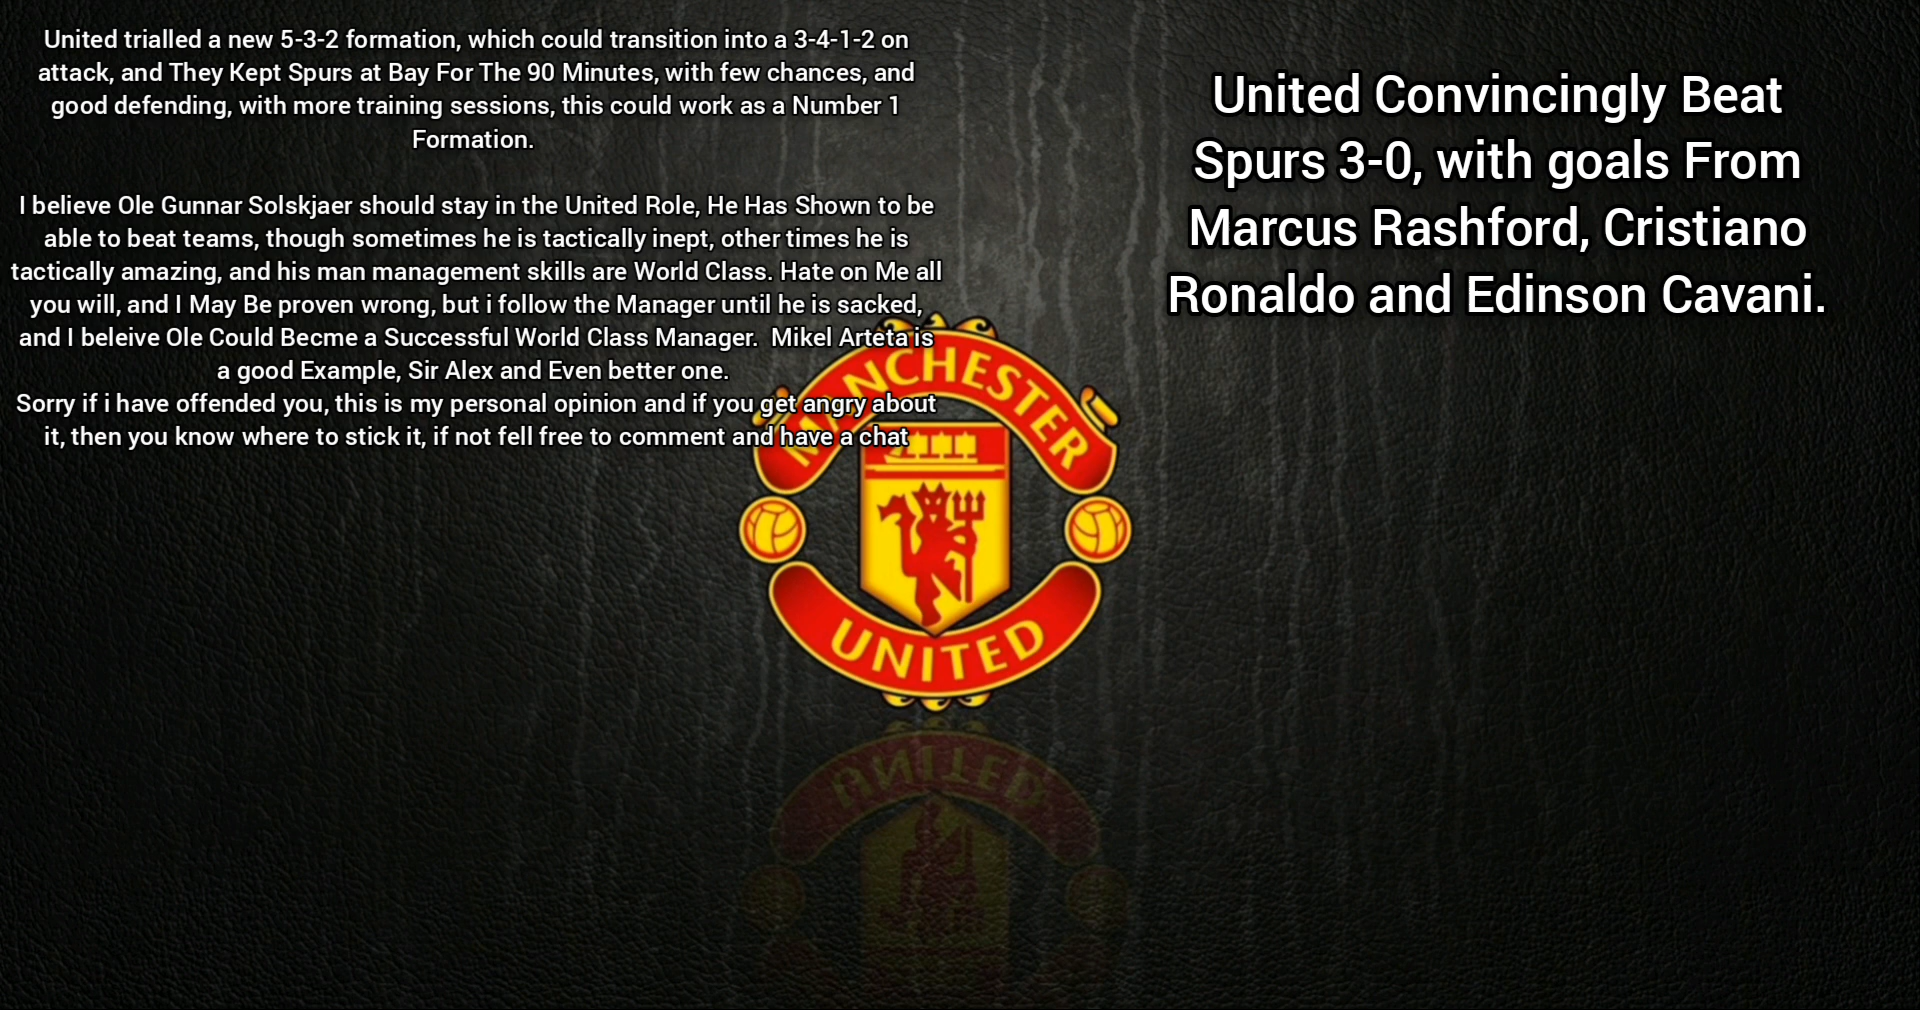 United trialled a new 5-3-2 formation, which could transition into a 3-4-1-2 on
attack, and They Kept Spurs at Bay For The 90 Minutes, with few chances, and
good defending, with more training sessions, this could work as a Number 1
Formation.
I believe Ole Gunnar Solskjaer should stay in the United Role, He Has Shown to be
able to beat teams, though sometimes he is tactically inept, other times he is
tactically amazing, and his man management skills are World Class. Hate on Me all
you will, and I May Be proven wrong, but i follow the Manager until he is sacked,
and I beleive Ole Could Becme a Successful World Class Manager. Mikel Arteta is
a good Example, Sir Alex and Even better one.
Sorry if i have offended you, this is my personal opinion and if you get angry about
it, then you know where to stick it, if not fell free to comment and have a chat
United Convincingly Beat
Spurs 3-0, with goals From
Marcus Rashford, Cristiano
Ronaldo and Edinson Cavani.
MANCHESTER
UNITED